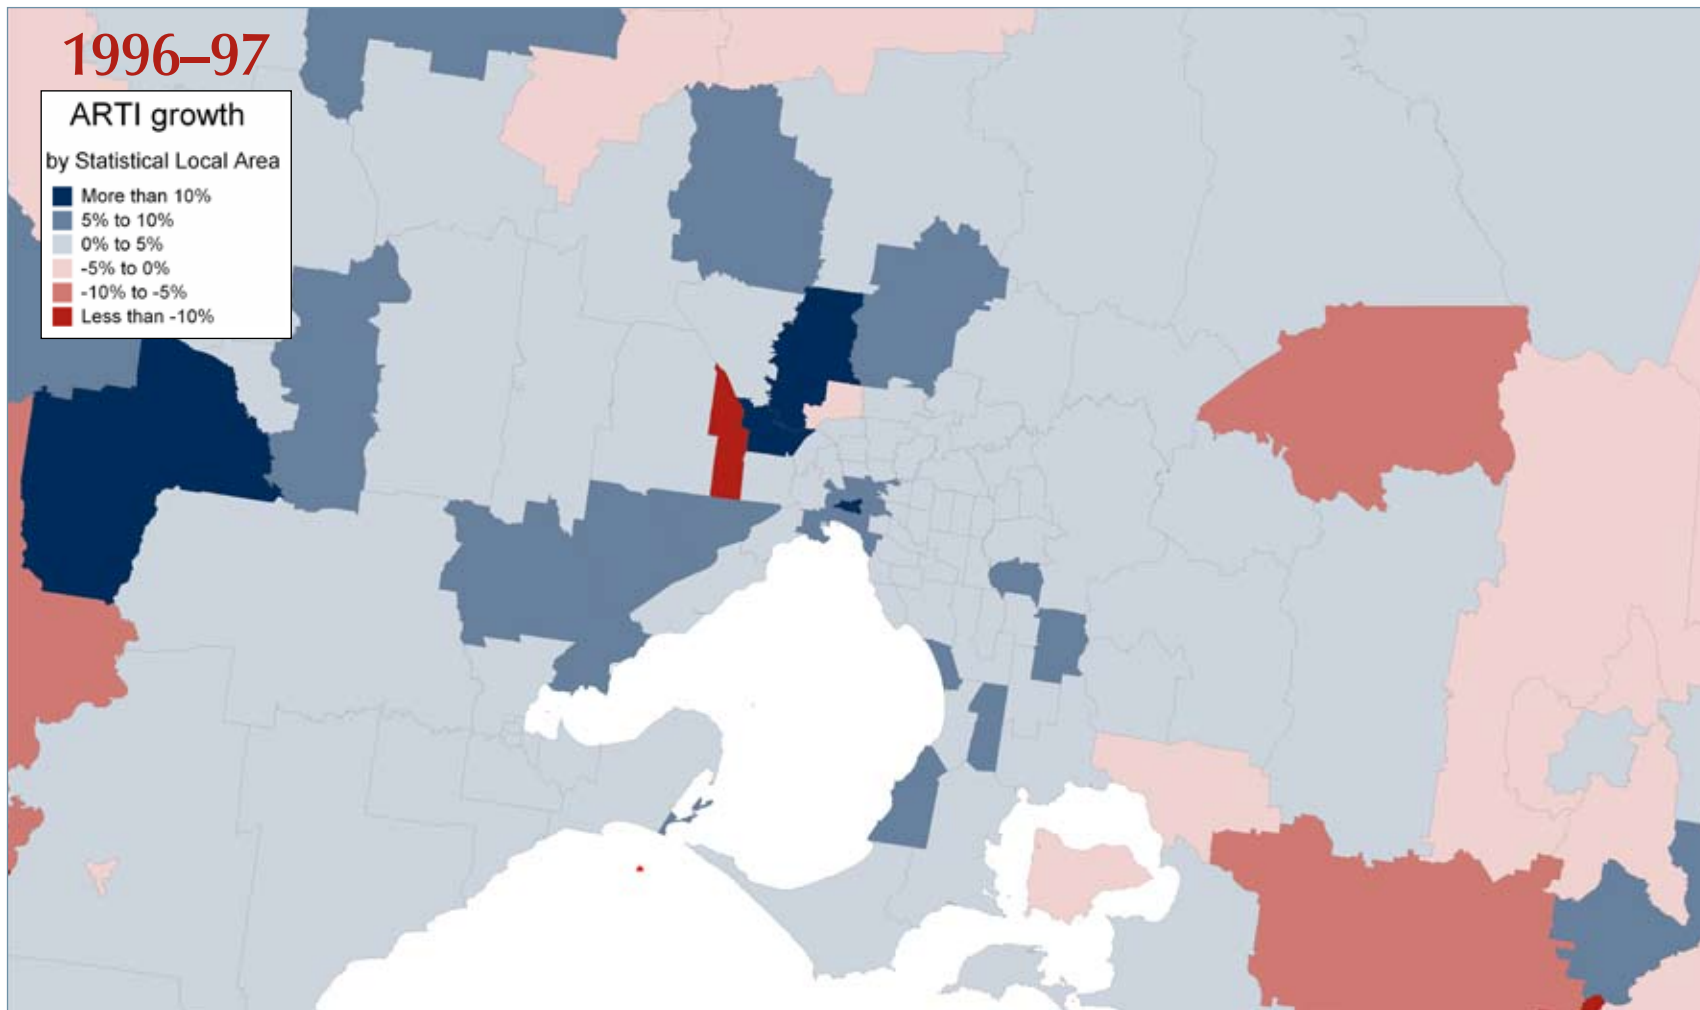 1996–97
ARTI growth
by Statistical Local Area
More than 10%
5% to 10%
0% to 5%
-5% to 0%
-10% to -5%
Less than -10%